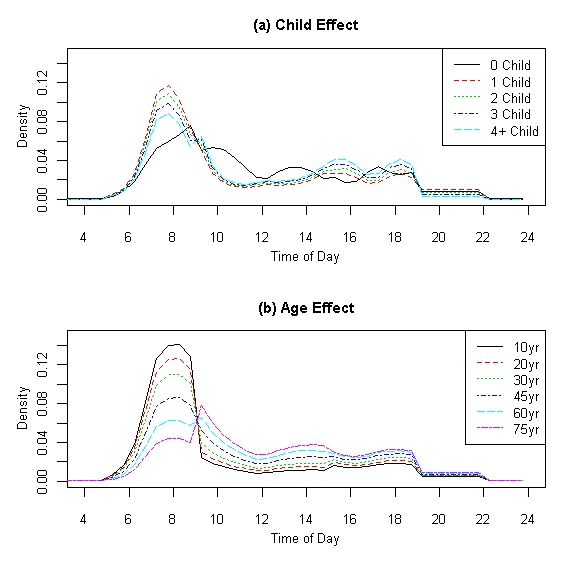 (a) Child Effect
0.12
0.08
0.04
0.00
Density
0 Child
1 Child
2 Child
3 Child
4+ Child
4 6 8 10 12 14 16 18 20 22 24
Time of Day
(b) Age Effect
0.12
0.08
0.04
0.00
Density
10yr
20yr
30yr
45yr
60yr
75yr
4 6 8 10 12 14 16 18 20 22 24
Time of Day